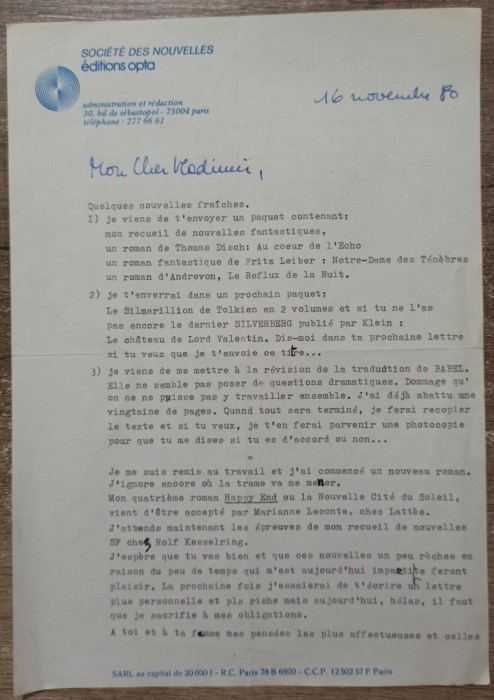 SOCIÉTÉ DES NOUVELLES
éditions opta
administration et rédaction
30, bd de sébastopol - 75004 paris
téléphone : 277 66 61
16 novembre 80
Mon Cher Vladimir,
Quelques nouvelles fraîches.
I) je viens de t'envoyer un paquet contenant:
mon recueil de nouvelles fantastiques,
un roman de Thomas Disch: Au coeur de l'Echo
un roman fantastique de Fritz Leiber : Notre-Dame des Ténèbres
un roman d'Andrevon, Le Reflux de la Nuit.
2) je t'enverrai dans un prochain paquet:
Le Silmarillion de Tolkien en 2 volumes et si tu ne l'as
pas encore le dernier SILVERBERG publié par Klein :
Le château de Lord Valentin. Dis-moi dans ta prochaine lettre
si tu veux que je t'envoie ce titre...
3) je viens de me mettre à la révision de la traduction de BABEL.
Elle ne semble pas poser de questions dramatiques. Dommage qu'
on ne ne puisse pas y travailler ensemble. J'ai déjà abattu une
vingtaine de pages. Quand tout sera terminé, je ferai recopier
le texte et si tu veux, je t'en ferai parvenir une photocopie
pour que tu me dises si tu es d'accord ou non...
=
Je me suis remis au travail et j'ai commencé un nouveau roman.
J'ignore encore où la trame va me mener.
Mon quatrième roman Happy End ou la Nouvelle Cité du Soleil,
vient d'être accepté par Marianne Leconte, chez Lattès.
J'attends maintenant les épreuves de mon recueil de nouvelles
SF chez Rolf Kesselring.
J'espère que tu vas bien et que ces nouvelles un peu rèches en
raison du peu de temps qui m'est aujourd'hui imparti te feront
plaisir. La prochaine fois j'essaierai de t'écrire un lettre
plus personnelle et pls riche mais aujourd'hui, hélas, il faut
que je sacrifie à mes obligations.
A toi et à ta femme mes pensées les plus affectueuses et celles
SARL au capital de 20 000 f - R.C. Paris 78 B 6900 - C.C.P. 12 502 57 F Paris